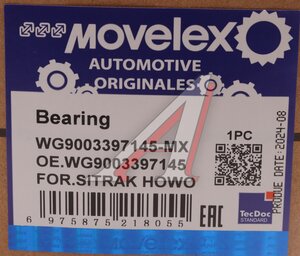 MOVELEX
AUTOMOTIVE
ORIGINALES
Bearing
WG9003397145-MX
OE.WG9003397145
FOR.SITRAK HOWO
1PC
PRODUE DATE:2024-08
6 975875 218055
EAC
TecDoc
STANDARD